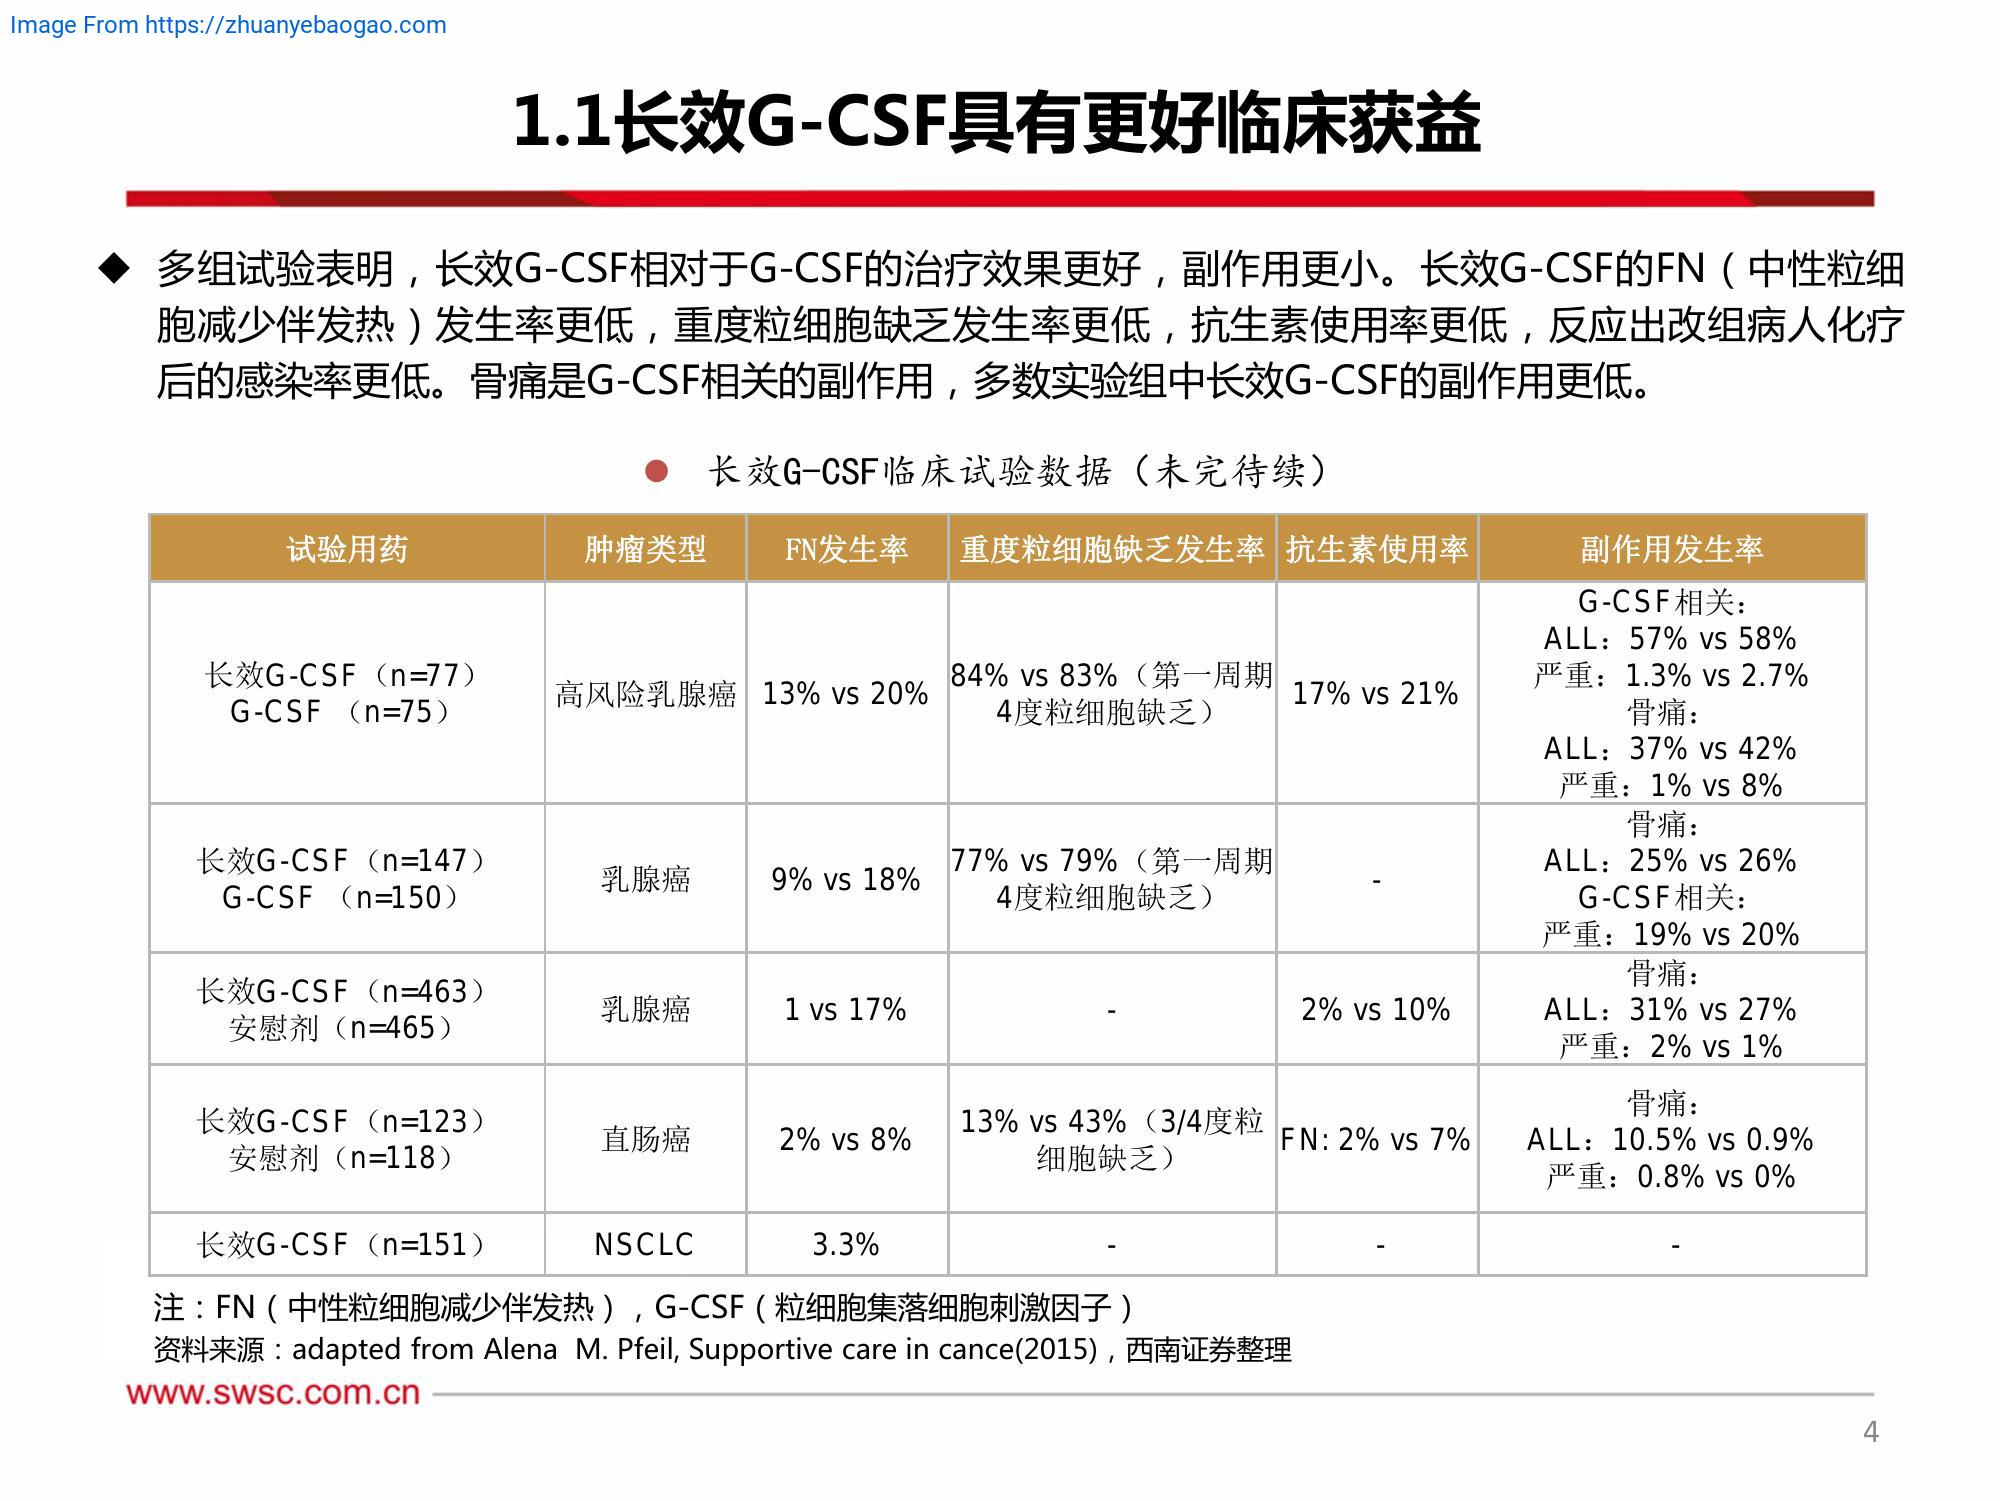 Image From https://zhuanyebaogao.com
1.1长效G-CSF具有更好临床获益
◆ 多组试验表明，长效G-CSF相对于G-CSF的治疗效果更好，副作用更小。长效G-CSF的FN（中性粒细
胞减少伴发热）发生率更低，重度粒细胞缺乏发生率更低，抗生素使用率更低，反应出改组病人化疗
后的感染率更低。骨痛是G-CSF相关的副作用，多数实验组中长效G-CSF的副作用更低。
● 长效G-CSF临床试验数据（未完待续）
试验用药 肿瘤类型 FN发生率 重度粒细胞缺乏发生率 抗生素使用率 副作用发生率
长效G-CSF（n=77）
G-CSF （n=75）
高风险乳腺癌
13% vs 20%
84% vs 83%（第一周期
4度粒细胞缺乏）
17% vs 21%
G-CSF相关：
ALL：57% vs 58%
严重：1.3% vs 2.7%
骨痛：
ALL：37% vs 42%
严重：1% vs 8%
长效G-CSF（n=147）
G-CSF （n=150）
乳腺癌
9% vs 18%
77% vs 79%（第一周期
4度粒细胞缺乏）
-
骨痛：
ALL：25% vs 26%
G-CSF相关：
严重：19% vs 20%
长效G-CSF（n=463）
安慰剂（n=465）
乳腺癌
1 vs 17%
-
2% vs 10%
骨痛：
ALL：31% vs 27%
严重：2% vs 1%
长效G-CSF（n=123）
安慰剂（n=118）
直肠癌
2% vs 8%
13% vs 43%（3/4度粒
细胞缺乏）
FN: 2% vs 7%
骨痛：
ALL：10.5% vs 0.9%
严重：0.8% vs 0%
长效G-CSF（n=151） NSCLC 3.3% - - -
注：FN（中性粒细胞减少伴发热），G-CSF（粒细胞集落细胞刺激因子）
资料来源：adapted from Alena M. Pfeil, Supportive care in cance(2015)，西南证券整理
www.swsc.com.cn
4